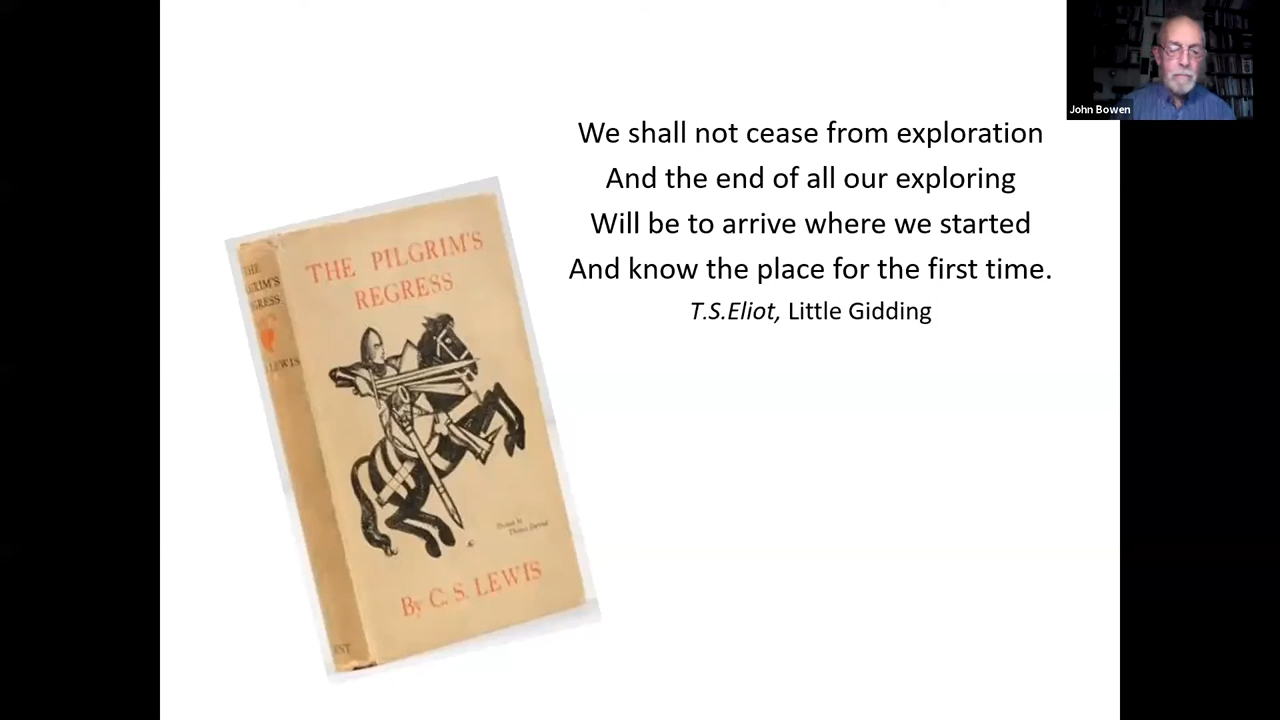 John Bowen
We shall not cease from exploration
And the end of all our exploring
Will be to arrive where we started
And know the place for the first time.
T.S.Eliot, Little Gidding
THE PILGRIM'S
REGRESS
By C. S. LEWIS
THE
LEWIS